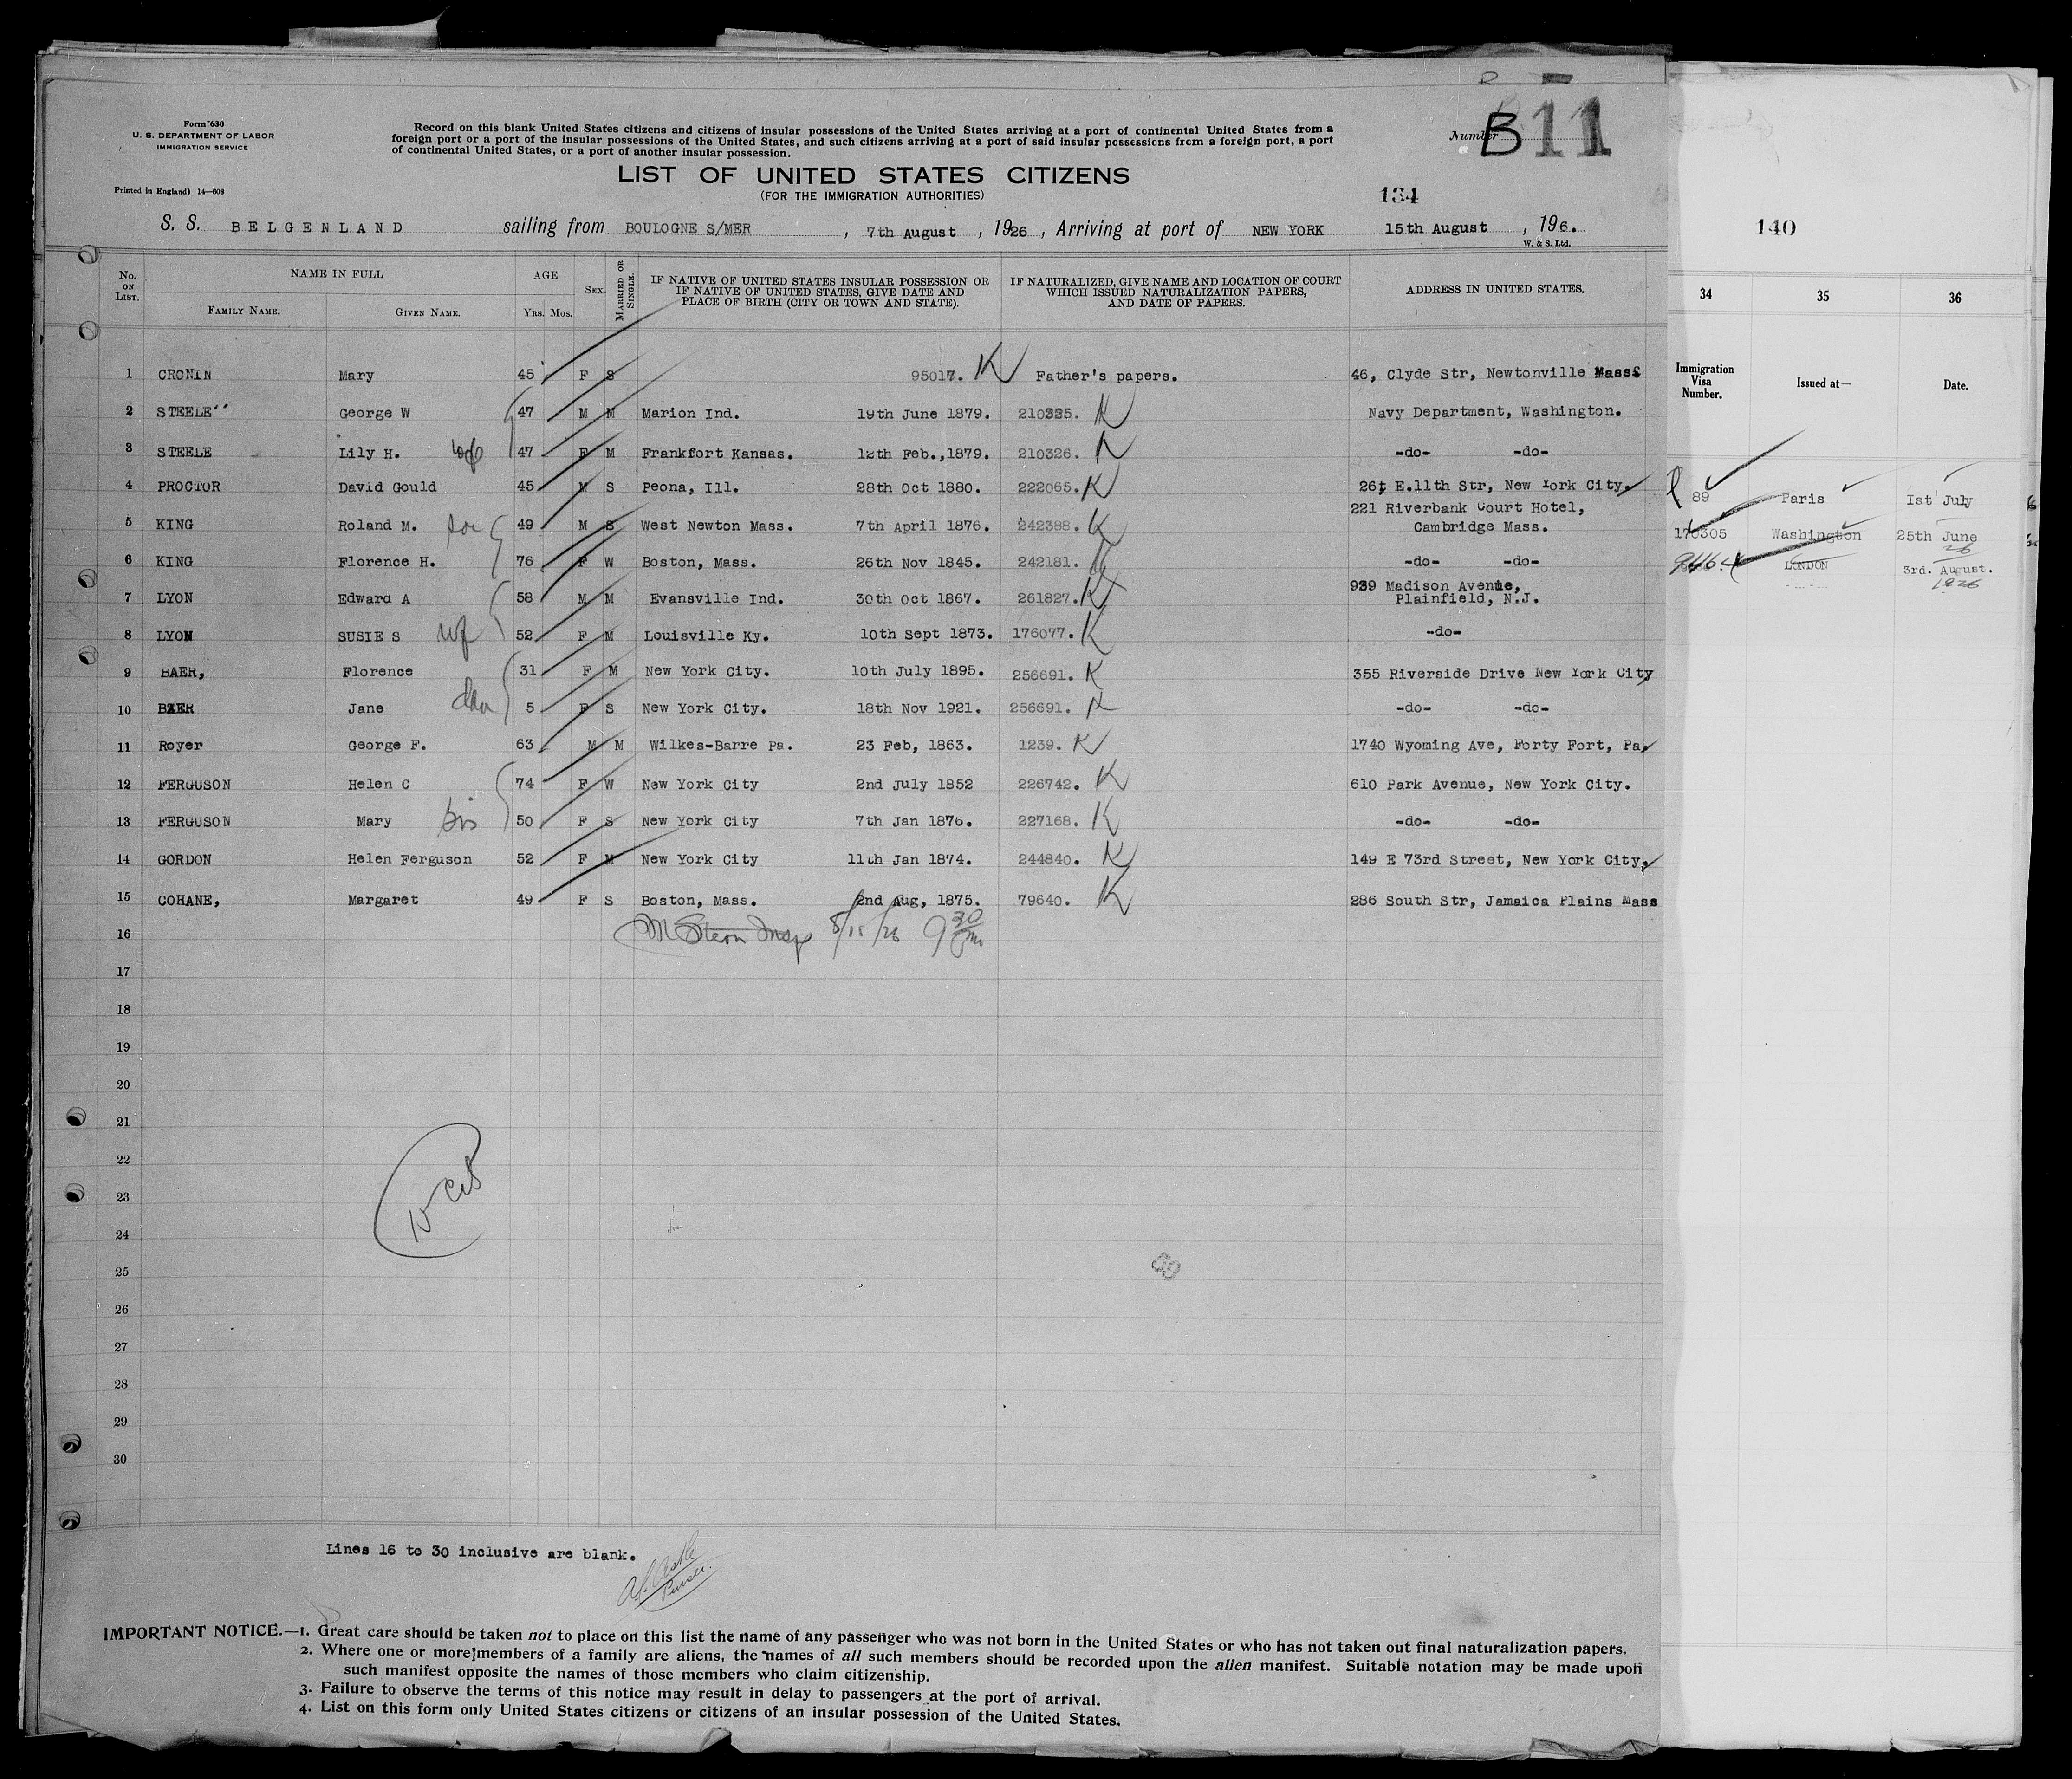 Form 630
U. S. DEPARTMENT OF LABOR
IMMIGRATION SERVICE
Printed in England) 14—608
Record on this blank United States citizens and citizens of insular possessions of the United States arriving at a port of continental United States from a
foreign port or a port of the insular possessions of the United States, and such citizens arriving at a port of said insular possessions from a foreign port, a port
of continental United States, or a port of another insular possession.
Number B 11
LIST OF UNITED STATES CITIZENS
(FOR THE IMMIGRATION AUTHORITIES)
134
S. S. BELGENLAND sailing from BOULOGNE S/MER , 7th August , 1926 , Arriving at port of NEW YORK 15th August , 196.
W. & S. Ltd.
140
No. ON LIST. NAME IN FULL AGE SEX. MARRIED OR SINGLE. IF NATIVE OF UNITED STATES INSULAR POSSESSION OR IF NATIVE OF UNITED STATES, GIVE DATE AND PLACE OF BIRTH (CITY OR TOWN AND STATE). IF NATURALIZED, GIVE NAME AND LOCATION OF COURT WHICH ISSUED NATURALIZATION PAPERS, AND DATE OF PAPERS. ADDRESS IN UNITED STATES.
FAMILY NAME. GIVEN NAME. YRS. MOS.
34 35 36
Immigration Visa Number. Issued at— Date.
1 CRONIN Mary 45 F S 95017. K Father's papers. 46, Clyde Str, Newtonville Mass
2 STEELE George W 47 M M Marion Ind. 19th June 1879. 210325. K Navy Department, Washington.
3 STEELE Lily H. wf 47 F M Frankfort Kansas. 12th Feb.,1879. 210326. K -do- -do-
4 PROCTOR David Gould 45 M S Peona, Ill. 28th Oct 1880. 222065. K 26, E.11th Str, New York City.
5 KING Roland M. 49 M S West Newton Mass. 7th April 1876. 242388. K 221 Riverbank Court Hotel,
Cambridge Mass.
6 KING Florence H. 76 F W Boston, Mass. 26th Nov 1845. 242181. K -do- -do-
7 LYON Edward A 58 M M Evansville Ind. 30th Oct 1867. 261827. K 939 Madison Avenue,
Plainfield, N.J.
8 LYON SUSIE S wf 52 F M Louisville Ky. 10th Sept 1873. 176077. K -do-
9 BAER, Florence 31 F M New York City. 10th July 1895. 256691. K 355 Riverside Drive New York City
10 BAER Jane dau 5 F S New York City. 18th Nov 1921. 256691. K -do- -do-
11 Royer George F. 63 M M Wilkes-Barre Pa. 23 Feb, 1863. 1239. K 1740 Wyoming Ave, Forty Fort, Pa.
12 FERGUSON Helen C 74 F W New York City 2nd July 1852 226742. K 610 Park Avenue, New York City.
13 FERGUSON Mary sis 50 F S New York City 7th Jan 1876. 227168. K -do- -do-
14 GORDON Helen Ferguson 52 F M New York City 11th Jan 1874. 244840. K 149 E 73rd Street, New York City.
15 COHANE, Margaret 49 F S Boston, Mass. 2nd Aug, 1875. 79640. K 286 South Str, Jamaica Plains Mass
16 M Stern Insp 8/15/26 9 30
17
18
19
20
21
22
23
24
25
26
27
28
29
30
15 Cit
89 Paris 1st July
170305 Washington 25th June 26
9464 LONDON 3rd. August. 1926
Lines 16 to 30 inclusive are blank.
Purser.
IMPORTANT NOTICE.—1. Great care should be taken not to place on this list the name of any passenger who was not born in the United States or who has not taken out final naturalization papers.
2. Where one or more members of a family are aliens, the names of all such members should be recorded upon the alien manifest. Suitable notation may be made upon
such manifest opposite the names of those members who claim citizenship.
3. Failure to observe the terms of this notice may result in delay to passengers at the port of arrival.
4. List on this form only United States citizens or citizens of an insular possession of the United States.